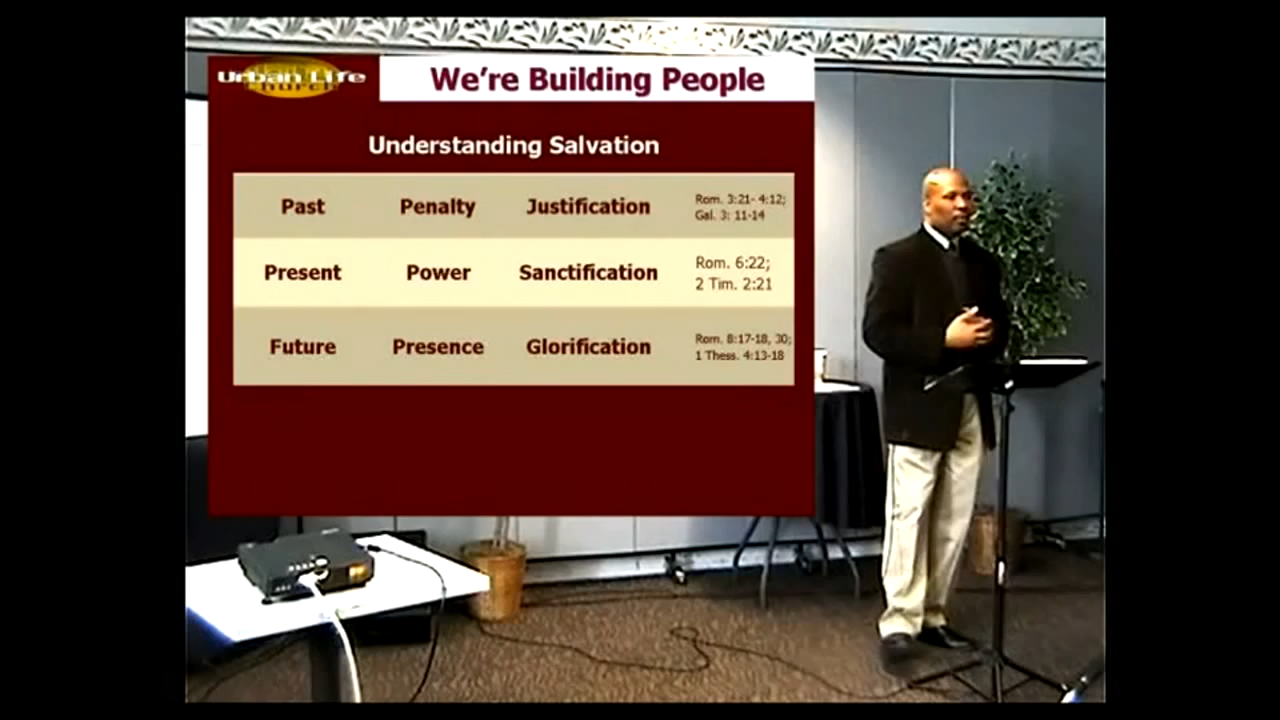 Urban Life
Church
We're Building People
Understanding Salvation
Past Penalty Justification Rom. 3:21- 4:12;
Gal. 3: 11-14
Present Power Sanctification Rom. 6:22;
2 Tim. 2:21
Future Presence Glorification Rom. 8:17-18, 30;
1 Thess. 4:13-18